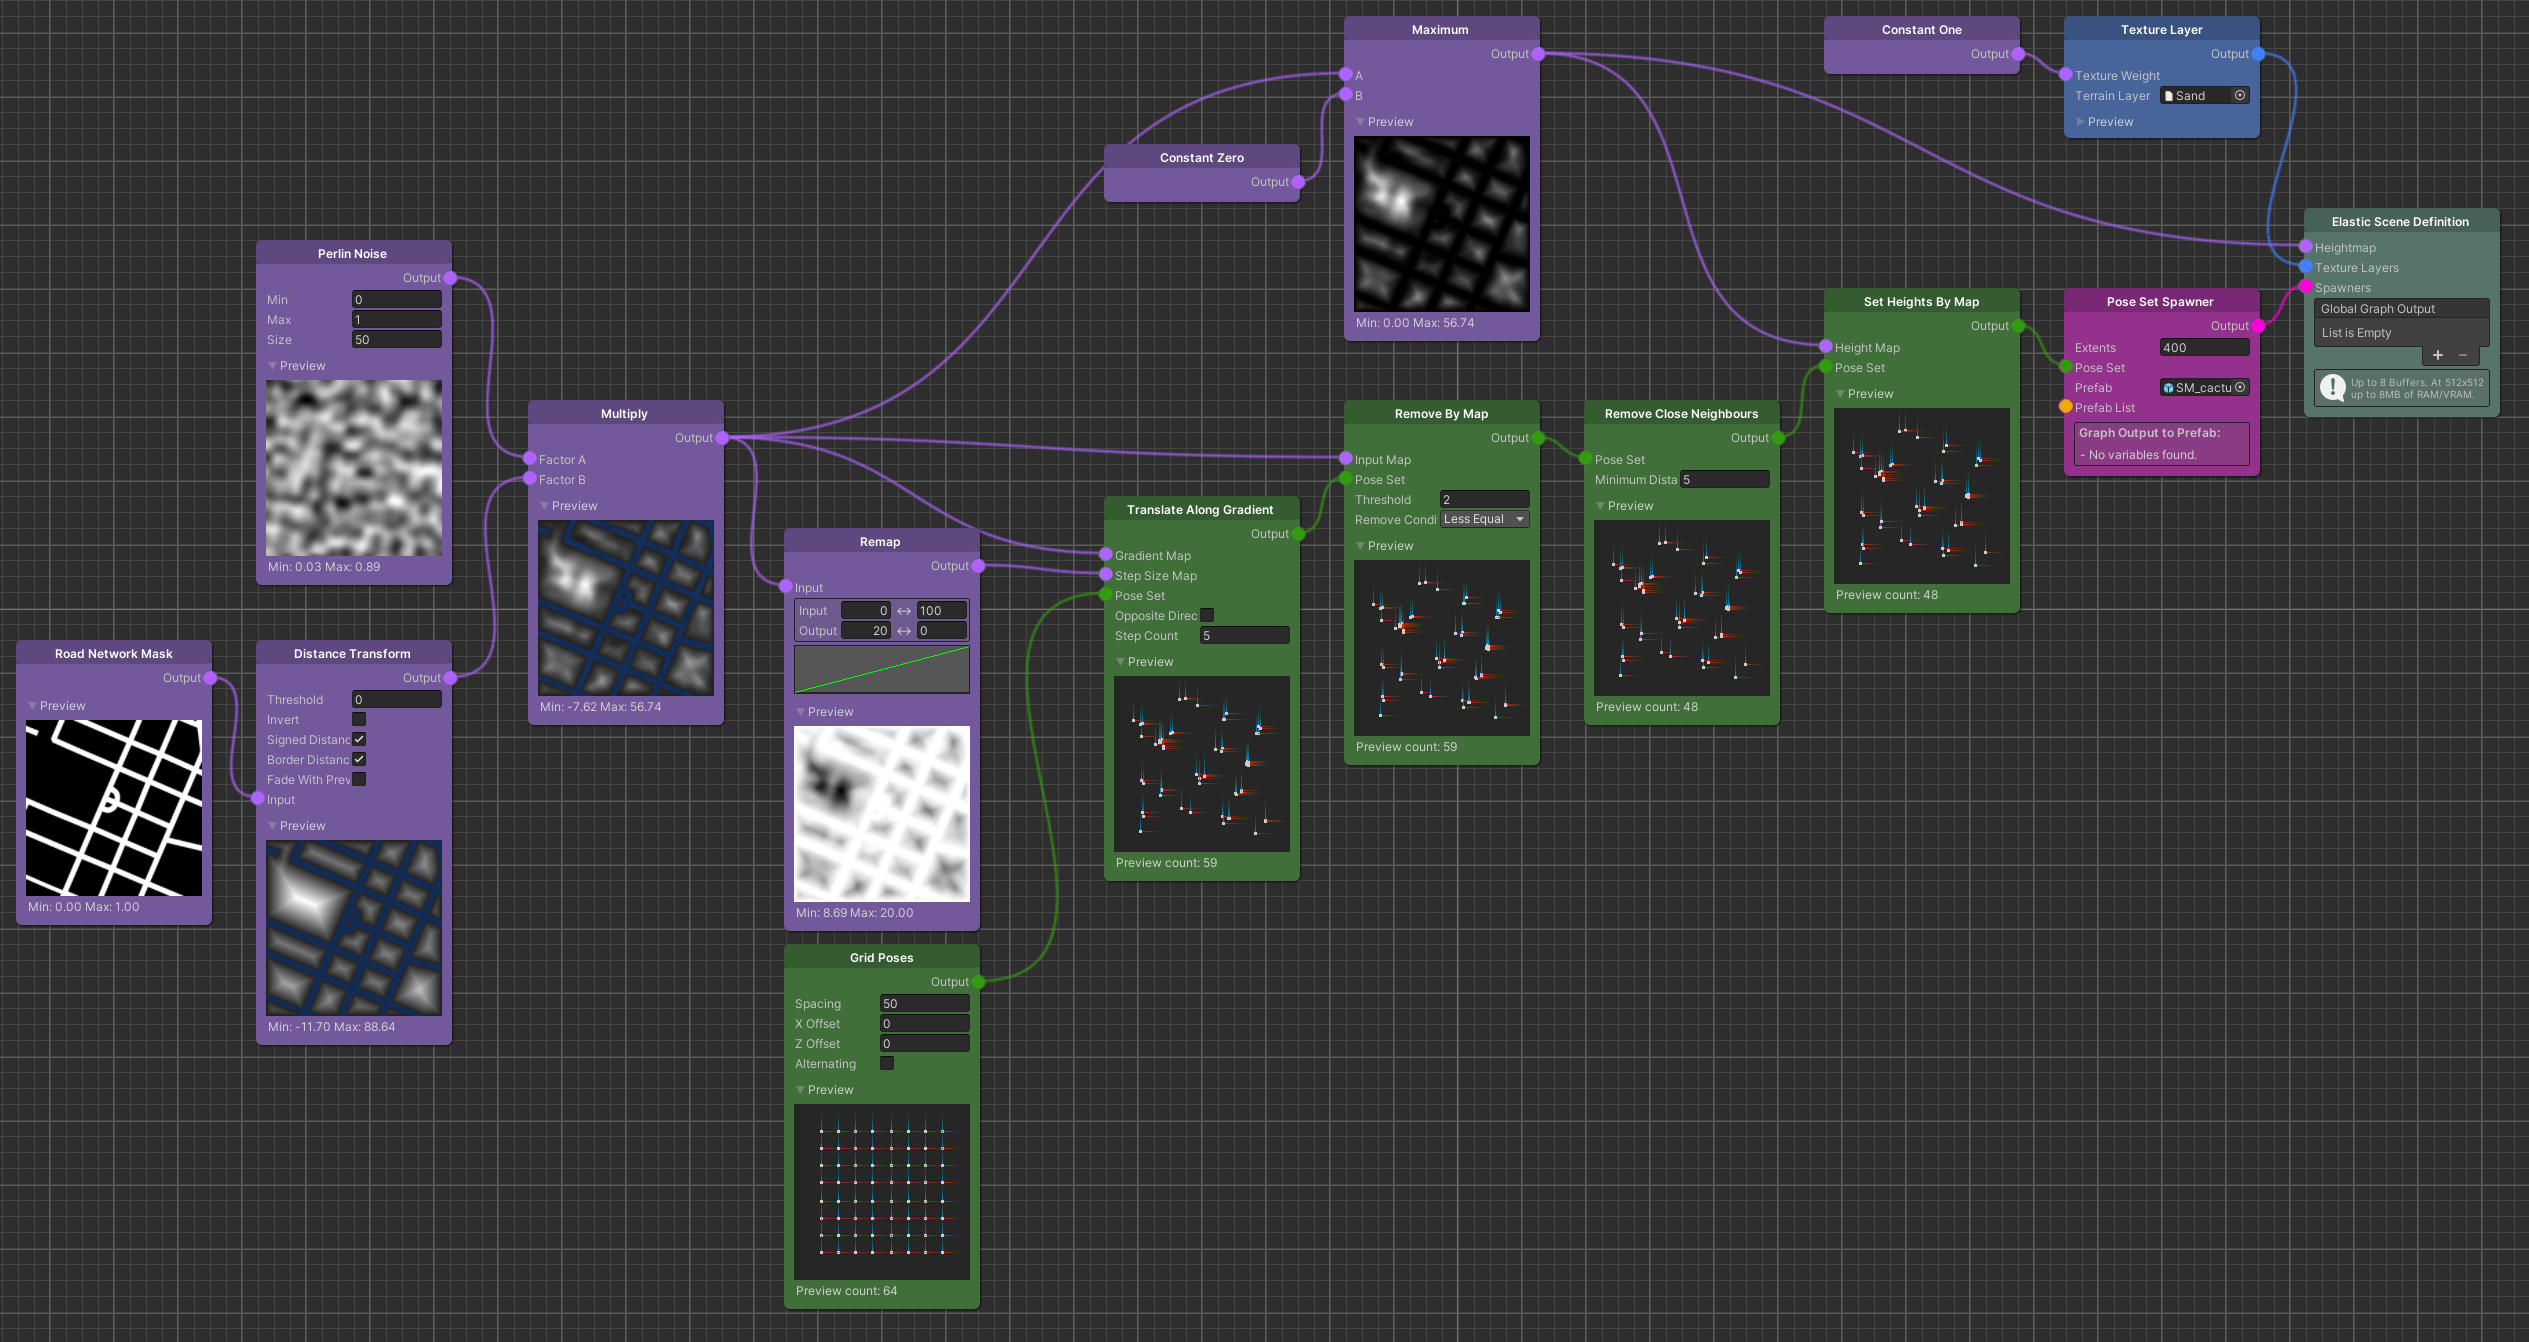 Maximum
Output
A
B
Preview
Min: 0.00 Max: 56.74
Constant One
Output
Texture Layer
Output
Texture Weight
Terrain Layer Sand
Preview
Constant Zero
Output
Elastic Scene Definition
Heightmap
Texture Layers
Spawners
Global Graph Output
List is Empty
+ −
Up to 8 Buffers. At 512x512
up to 8MB of RAM/VRAM.
Perlin Noise
Output
Min 0
Max 1
Size 50
Preview
Min: 0.03 Max: 0.89
Set Heights By Map
Output
Height Map
Pose Set
Preview
Preview count: 48
Pose Set Spawner
Output
Extents 400
Pose Set
Prefab SM_cactu
Prefab List
Graph Output to Prefab:
- No variables found.
Multiply
Output
Factor A
Factor B
Preview
Min: -7.62 Max: 56.74
Remove By Map
Output
Input Map
Pose Set
Threshold 2
Remove Condi Less Equal
Preview
Preview count: 59
Remove Close Neighbours
Output
Pose Set
Minimum Dista 5
Preview
Preview count: 48
Translate Along Gradient
Output
Gradient Map
Step Size Map
Pose Set
Opposite Direc
Step Count 5
Preview
Preview count: 59
Remap
Output
Input
Input 0 ↔ 100
Output 20 ↔ 0
Preview
Min: 8.69 Max: 20.00
Road Network Mask
Output
Preview
Min: 0.00 Max: 1.00
Distance Transform
Output
Threshold 0
Invert
Signed Distanc
Border Distanc
Fade With Prev
Input
Preview
Min: -11.70 Max: 88.64
Grid Poses
Output
Spacing 50
X Offset 0
Z Offset 0
Alternating
Preview
Preview count: 64